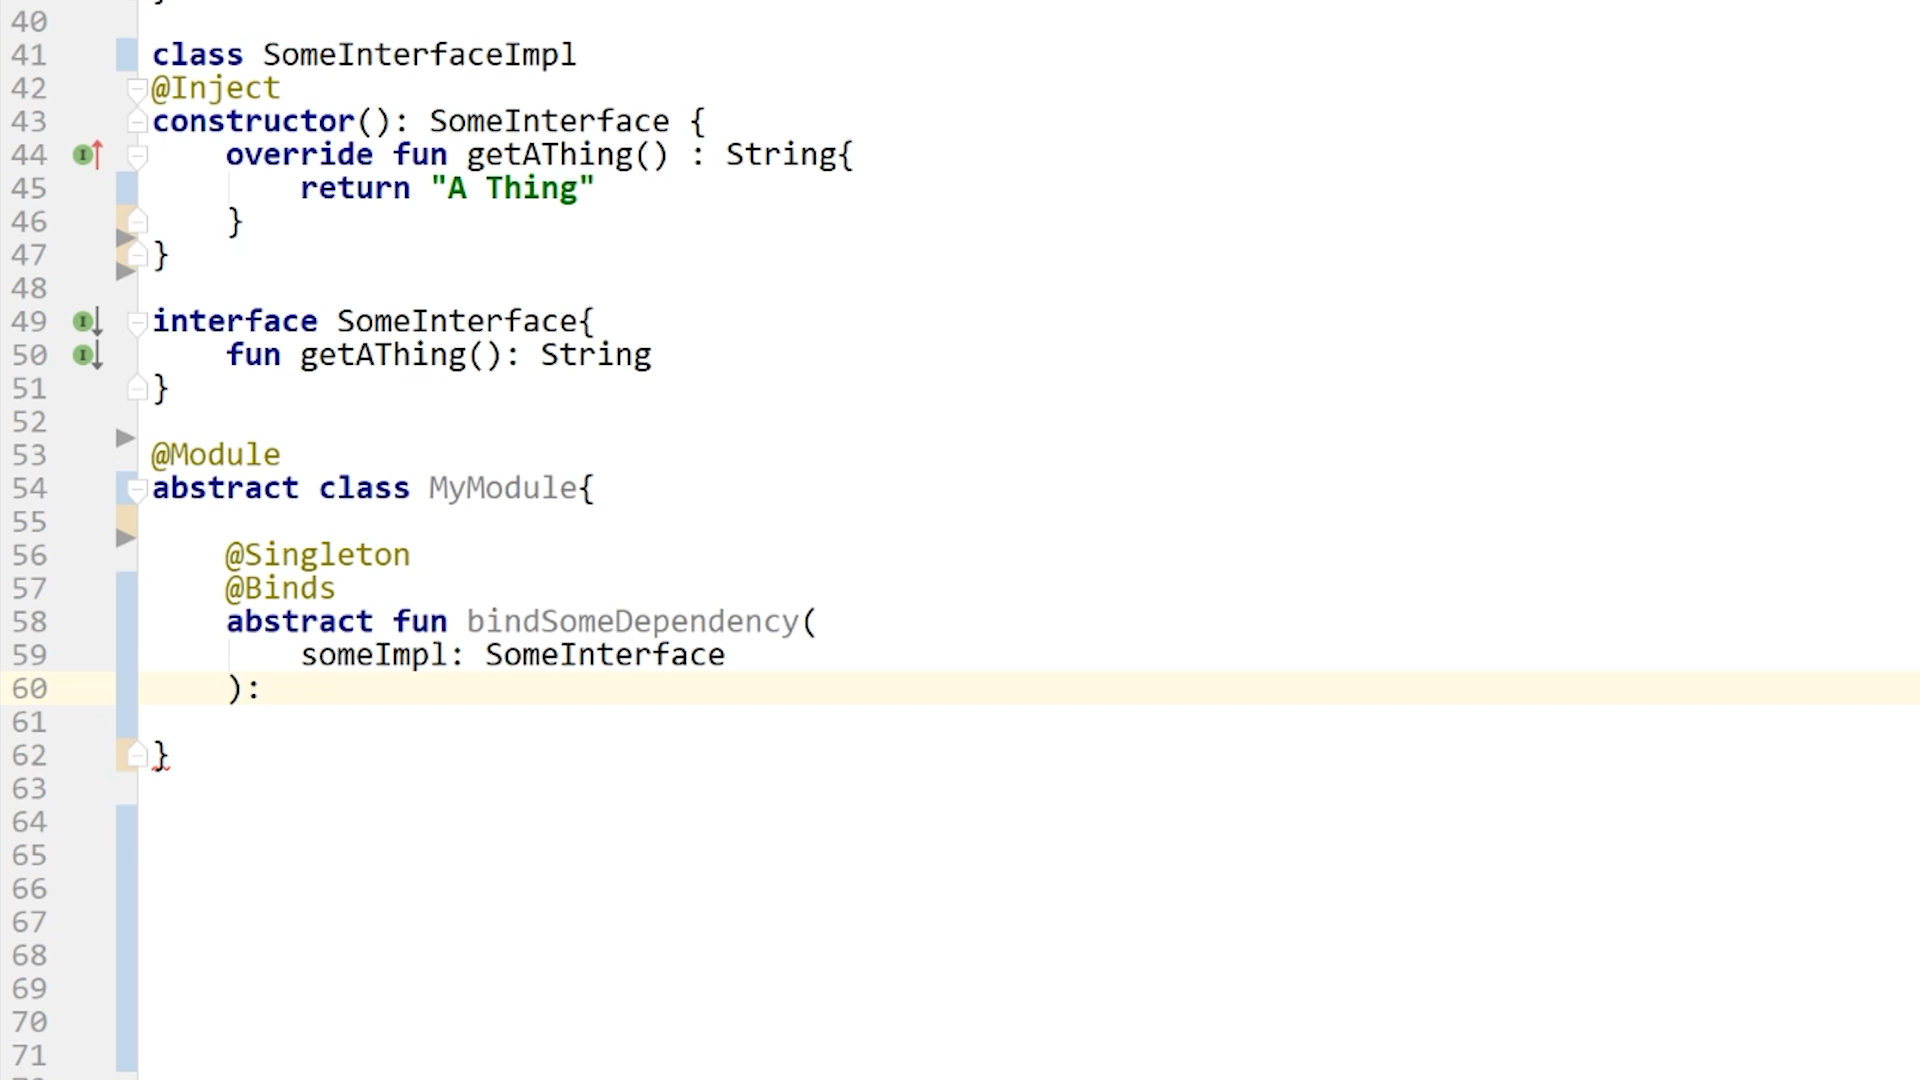 40
41 class SomeInterfaceImpl
42 @Inject
43 constructor(): SomeInterface {
44 override fun getAThing() : String{
45 return "A Thing"
46 }
47 }
48
49 interface SomeInterface{
50 fun getAThing(): String
51 }
52
53 @Module
54 abstract class MyModule{
55
56 @Singleton
57 @Binds
58 abstract fun bindSomeDependency(
59 someImpl: SomeInterface
60 ):
61
62 }
63
64
65
66
67
68
69
70
71